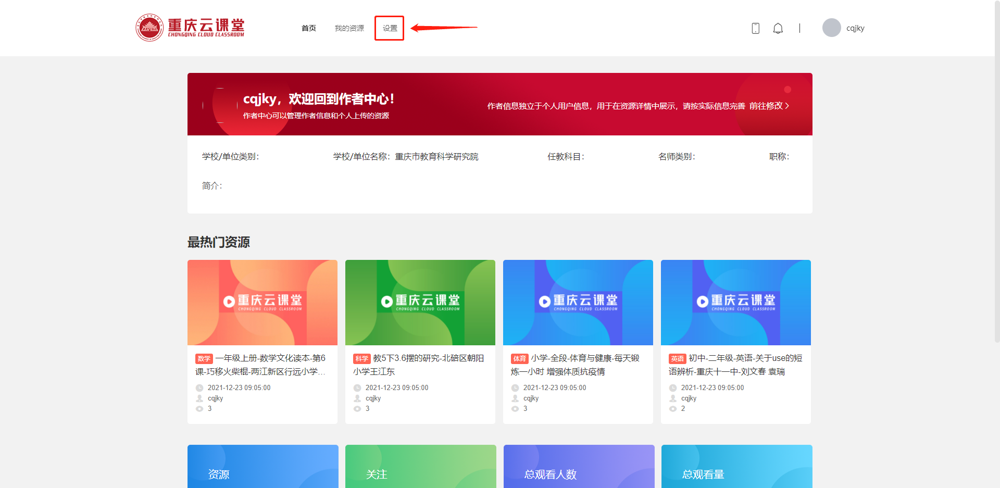 重庆云课堂
CHONGQING CLOUD CLASSROOM
首页 我的资源 设置
cqjky
cqjky，欢迎回到作者中心！
作者中心可以管理作者信息和个人上传的资源
作者信息独立于个人用户信息，用于在资源详情中展示，请按实际信息完善 前往修改
学校/单位类别： 学校/单位名称：重庆市教育科学研究院 任教科目： 名师类别： 职称：
简介：
最热门资源
重庆云课堂
CHONGQING CLOUD CLASSROOM
数学 一年级上册-数学文化读本-第6
课-巧移火柴棍-两江新区行远小学...
2021-12-23 09:05:00
cqjky
3
重庆云课堂
CHONGQING CLOUD CLASSROOM
科学 教5下3.6摆的研究-北碚区朝阳
小学王江东
2021-12-23 09:05:00
cqjky
3
重庆云课堂
CHONGQING CLOUD CLASSROOM
体育 小学-全段-体育与健康-每天锻
炼一小时 增强体质抗疫情
2021-12-23 09:05:00
cqjky
3
重庆云课堂
CHONGQING CLOUD CLASSROOM
英语 初中-二年级-英语-关于use的短
语辨析-重庆十一中-刘文春 袁瑞
2021-12-23 09:05:00
cqjky
2
资源
关注
总观看人数
总观看量